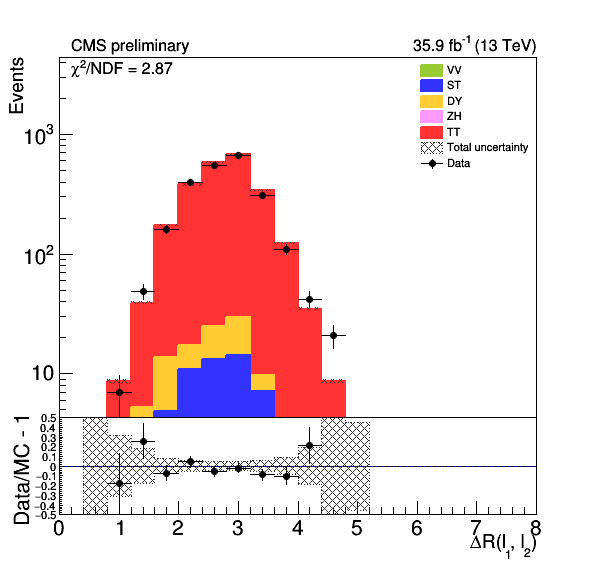 CMS preliminary
35.9 fb⁻¹ (13 TeV)
χ²/NDF = 2.87
Events
VV
ST
DY
ZH
TT
Total uncertainty
Data
10³
10²
10
Data/MC - 1
0.5
0.4
0.3
0.2
0.1
0
−0.1
−0.2
−0.3
−0.4
−0.5
0 1 2 3 4 5 6 7 8
ΔR(l₁, l₂)